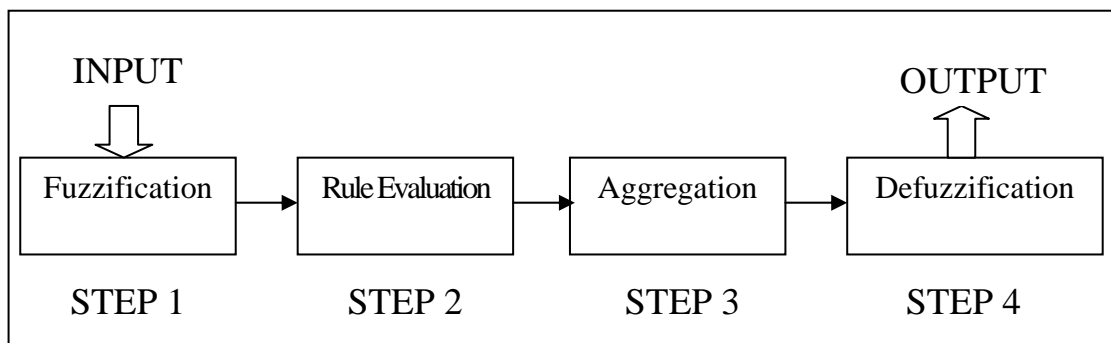 INPUT
OUTPUT
Fuzzification
Rule Evaluation
Aggregation
Defuzzification
STEP 1
STEP 2
STEP 3
STEP 4